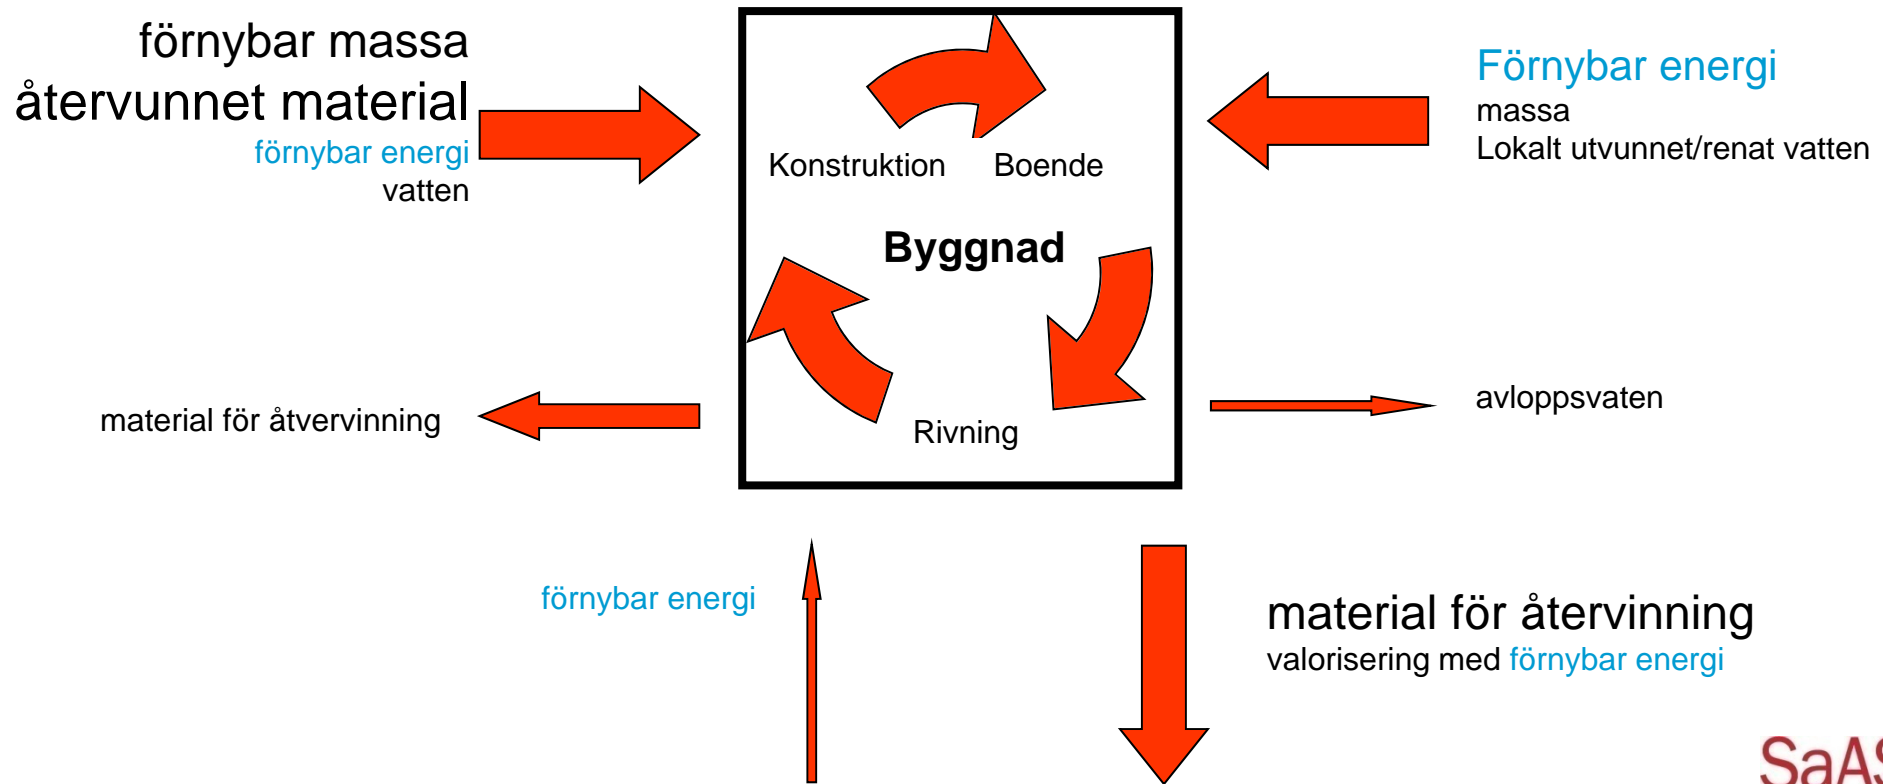 förnybar massa
återvunnet material
förnybar energi
vatten
Förnybar energi
massa
Lokalt utvunnet/renat vatten
Konstruktion
Boende
Byggnad
Rivning
material för åtvervinning
avloppsvaten
förnybar energi
material för återvinning
valorisering med förnybar energi